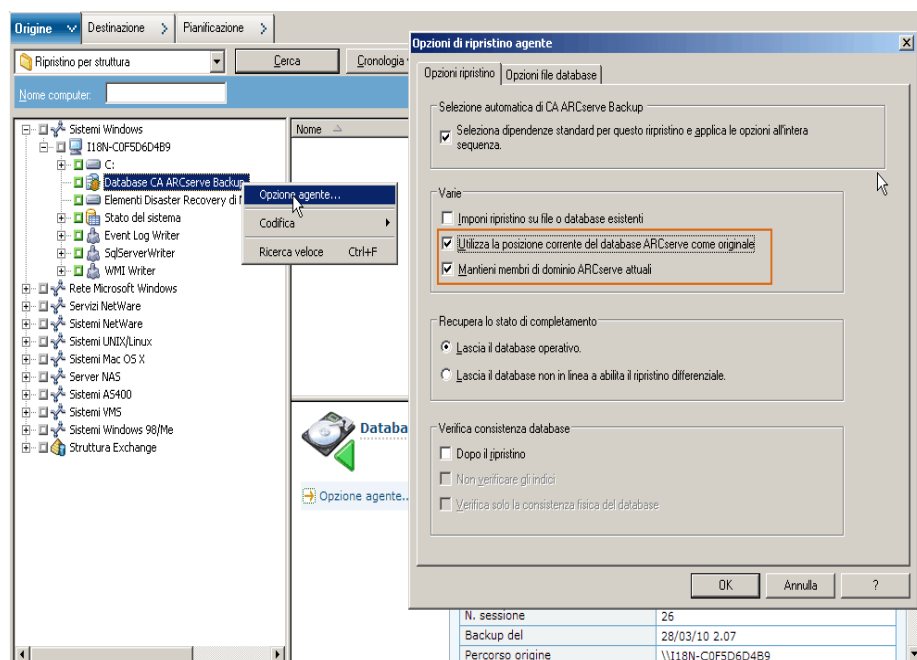 Origine
Destinazione
Pianificazione
Ripristino per struttura
Cerca
Cronologia
Nome computer:
Sistemi Windows
I18N-C0F5D6D4B9
C:
Database CA ARCserve Backup
Elementi Disaster Recovery di
Stato del sistema
Event Log Writer
SqlServerWriter
WMI Writer
Rete Microsoft Windows
Servizi NetWare
Sistemi NetWare
Sistemi UNIX/Linux
Sistemi Mac OS X
Server NAS
Sistemi AS400
Sistemi VMS
Sistemi Windows 98/Me
Struttura Exchange
Nome
Opzione agente...
Codifica
Ricerca veloce Ctrl+F
Databa
Opzione agente..
Opzioni di ripristino agente
Opzioni ripristino
Opzioni file database
Selezione automatica di CA ARCserve Backup
Seleziona dipendenze standard per questo rirpristino e applica le opzioni all'intera
sequenza.
Varie
Imponi ripristino su file o database esistenti
Utilizza la posizione corrente del database ARCserve come originale
Mantieni membri di dominio ARCserve attuali
Recupera lo stato di completamento
Lascia il database operativo.
Lascia il database non in linea a abilita il ripristino differenziale.
Verifica consistenza database
Dopo il ripristino
Non verificare gli indici
Verifica solo la consistenza fisica del database
OK
Annulla
?
N. sessione 26
Backup del 28/03/10 2.07
Percorso origine \\I18N-C0F5D6D4B9